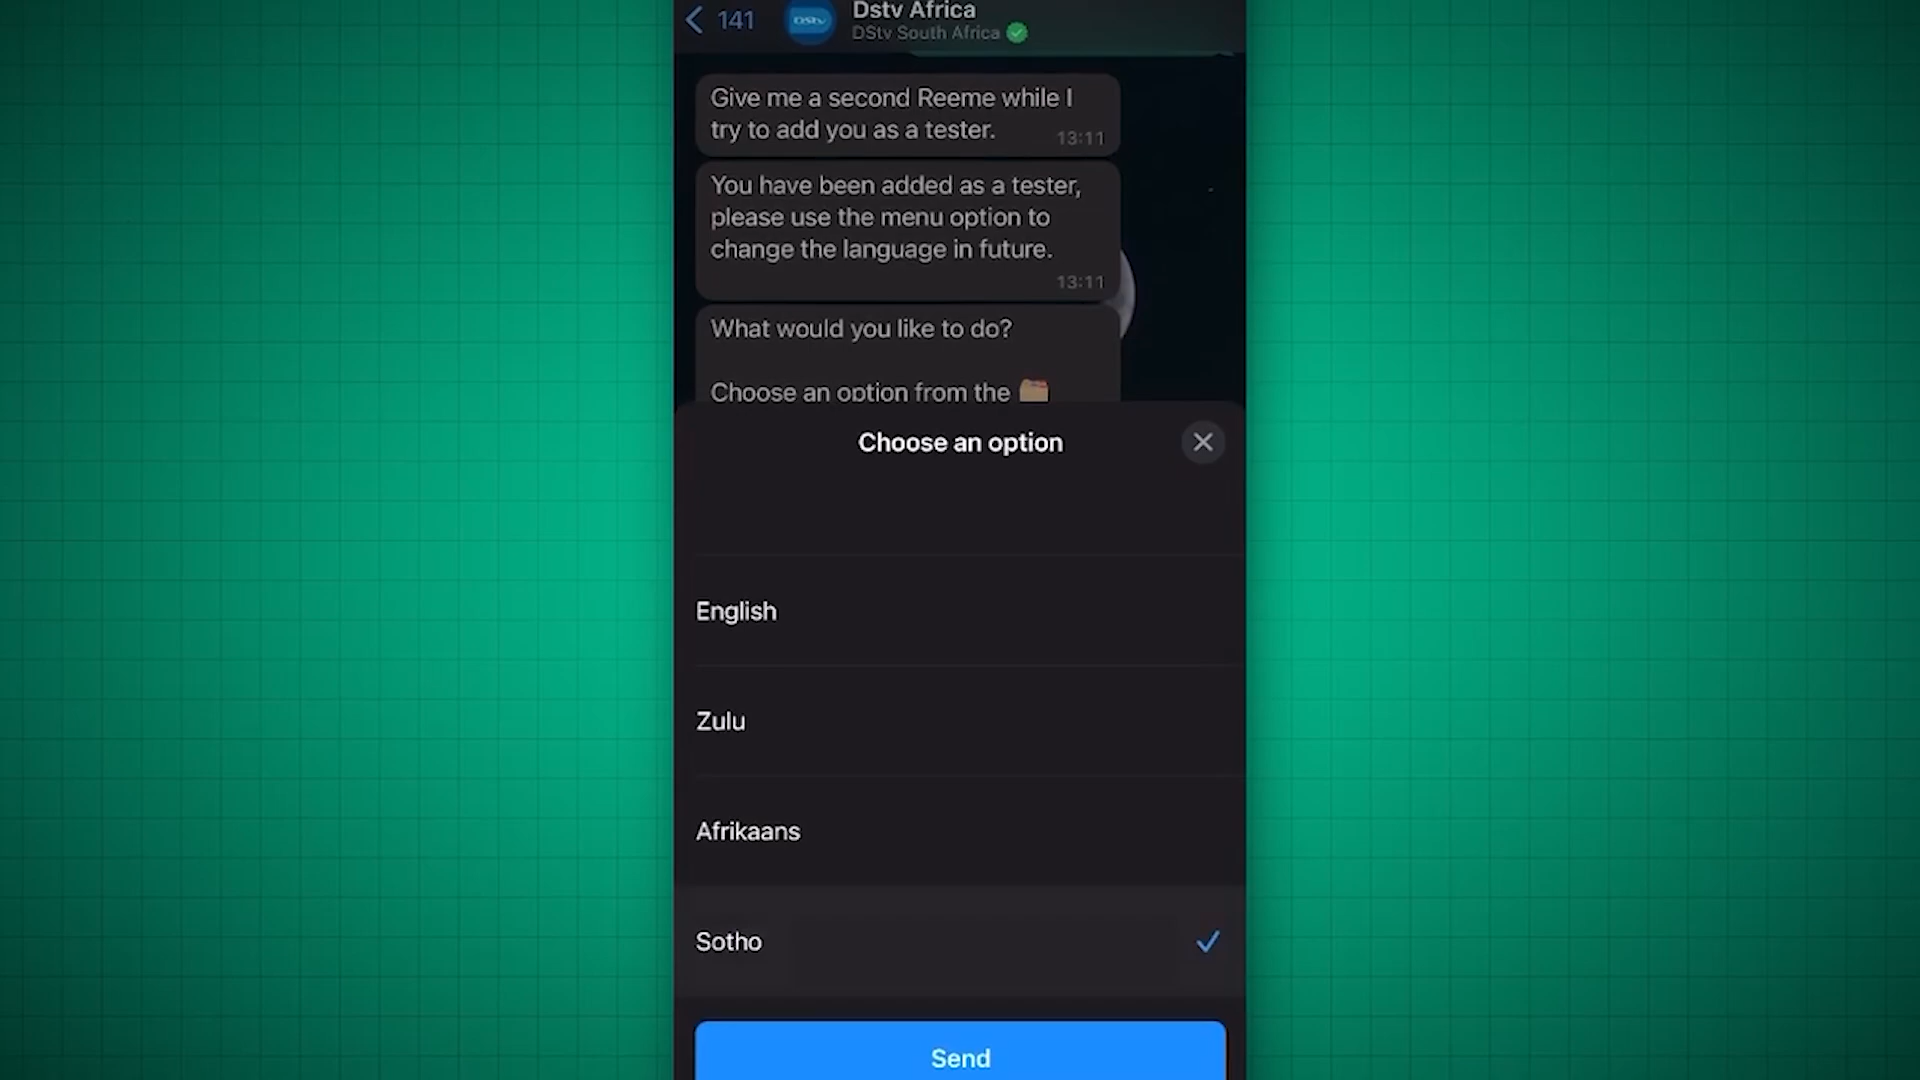 141
DStv
Dstv Africa
DStv South Africa
Give me a second Reeme while I
try to add you as a tester.
13:11
You have been added as a tester,
please use the menu option to
change the language in future.
13:11
What would you like to do?
Choose an option from the
Choose an option
English
Zulu
Afrikaans
Sotho
Send